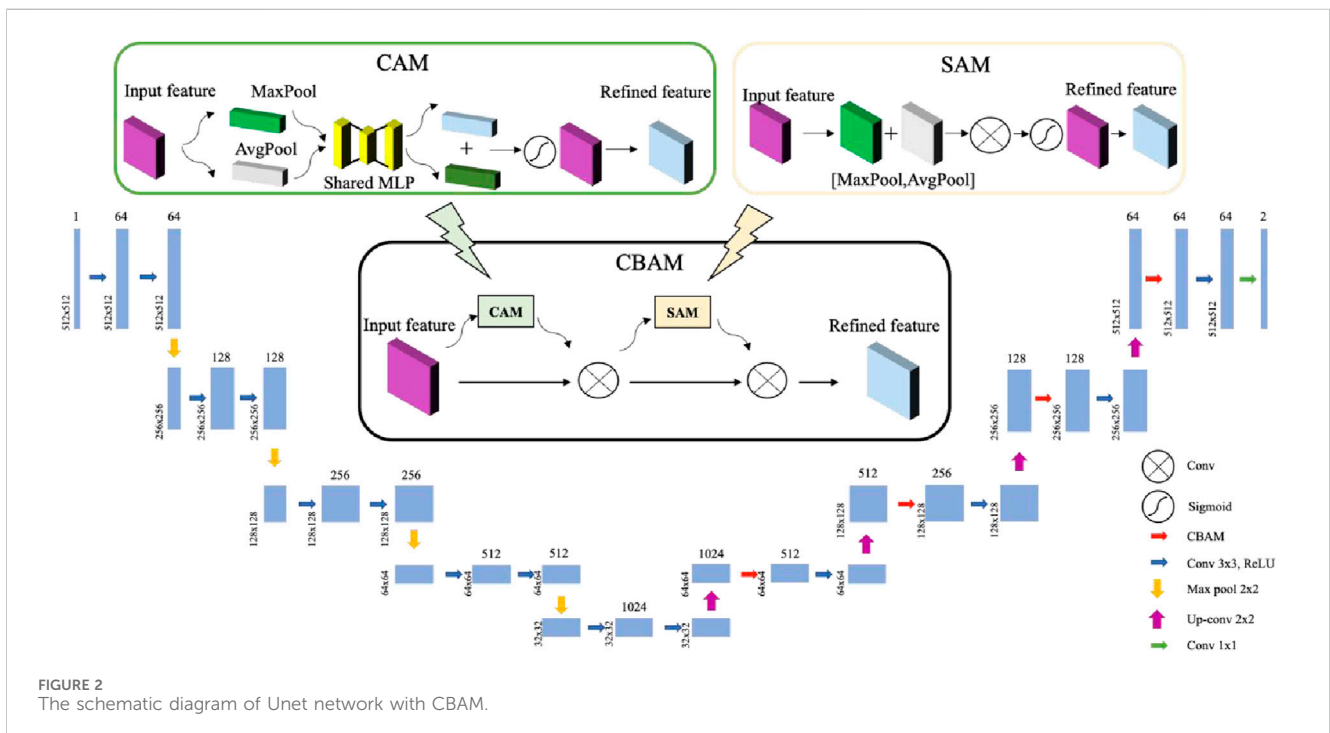 CAM
Input feature
MaxPool
Refined feature
AvgPool
Shared MLP
SAM
Input feature
Refined feature
[MaxPool,AvgPool]
CBAM
CAM
SAM
Input feature
Refined feature
1
64
64
512x512
512x512
512x512
128
128
256x256
256x256
256x256
256
256
128x128
128x128
128x128
512
512
64x64
64x64
64x64
1024
32x32
32x32
32x32
1024
512
64x64
64x64
64x64
512
256
128x128
128x128
128x128
128
128
256x256
256x256
256x256
64
64
64
2
512x512
512x512
512x512
Conv
Sigmoid
CBAM
Conv 3x3, ReLU
Max pool 2x2
Up-conv 2x2
Conv 1x1
FIGURE 2
The schematic diagram of Unet network with CBAM.